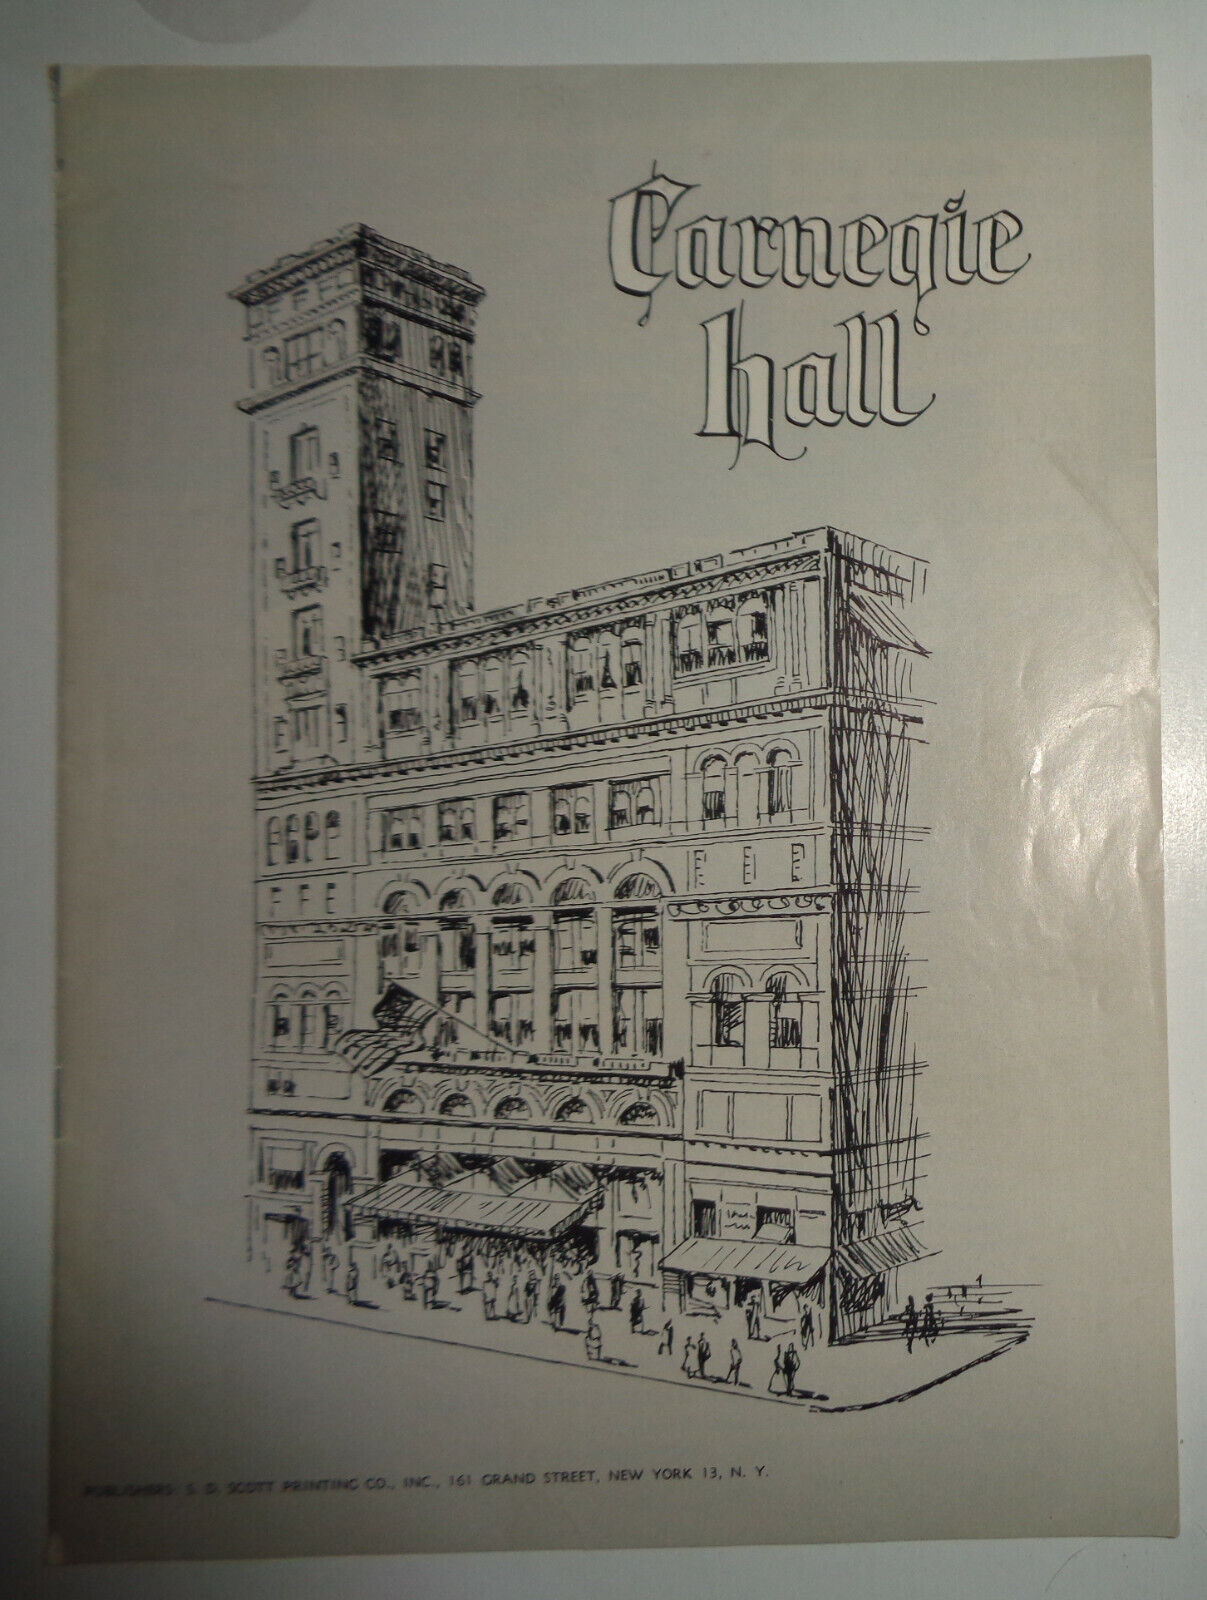 Carnegie
Hall
PUBLISHERS: S. D. SCOTT PRINTING CO., INC., 161 GRAND STREET, NEW YORK 13, N. Y.